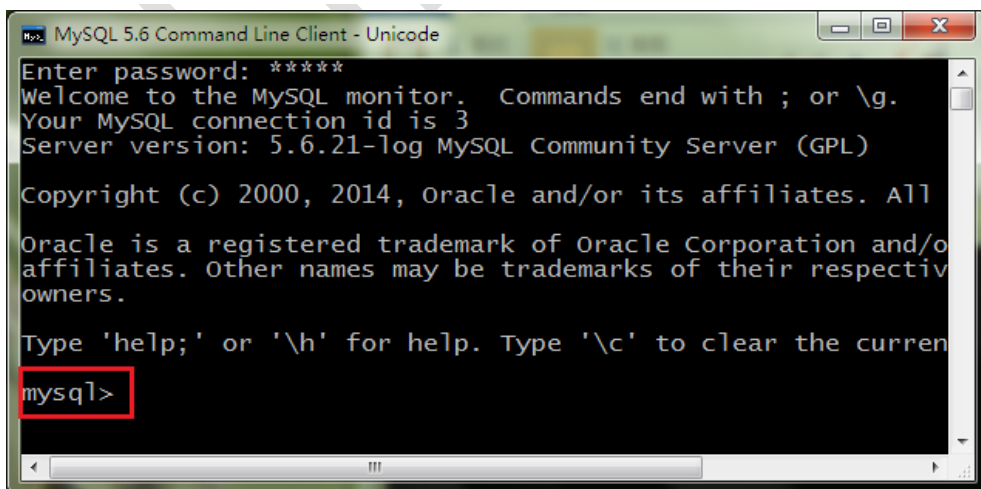 MySQL 5.6 Command Line Client - Unicode
Enter password: *****
Welcome to the MySQL monitor.  Commands end with ; or \g.
Your MySQL connection id is 3
Server version: 5.6.21-log MySQL Community Server (GPL)
Copyright (c) 2000, 2014, Oracle and/or its affiliates. All
Oracle is a registered trademark of Oracle Corporation and/o
affiliates. Other names may be trademarks of their respectiv
owners.
Type 'help;' or '\h' for help. Type '\c' to clear the curren
mysql>